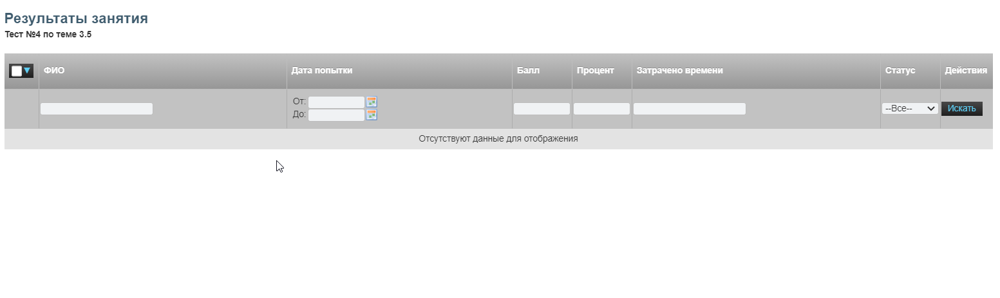 Результаты занятия
Тест №4 по теме 3.5
ФИО Дата попытки Балл Процент Затрачено времени Статус Действия
От:
До:
--Все-- Искать
Отсутствуют данные для отображения